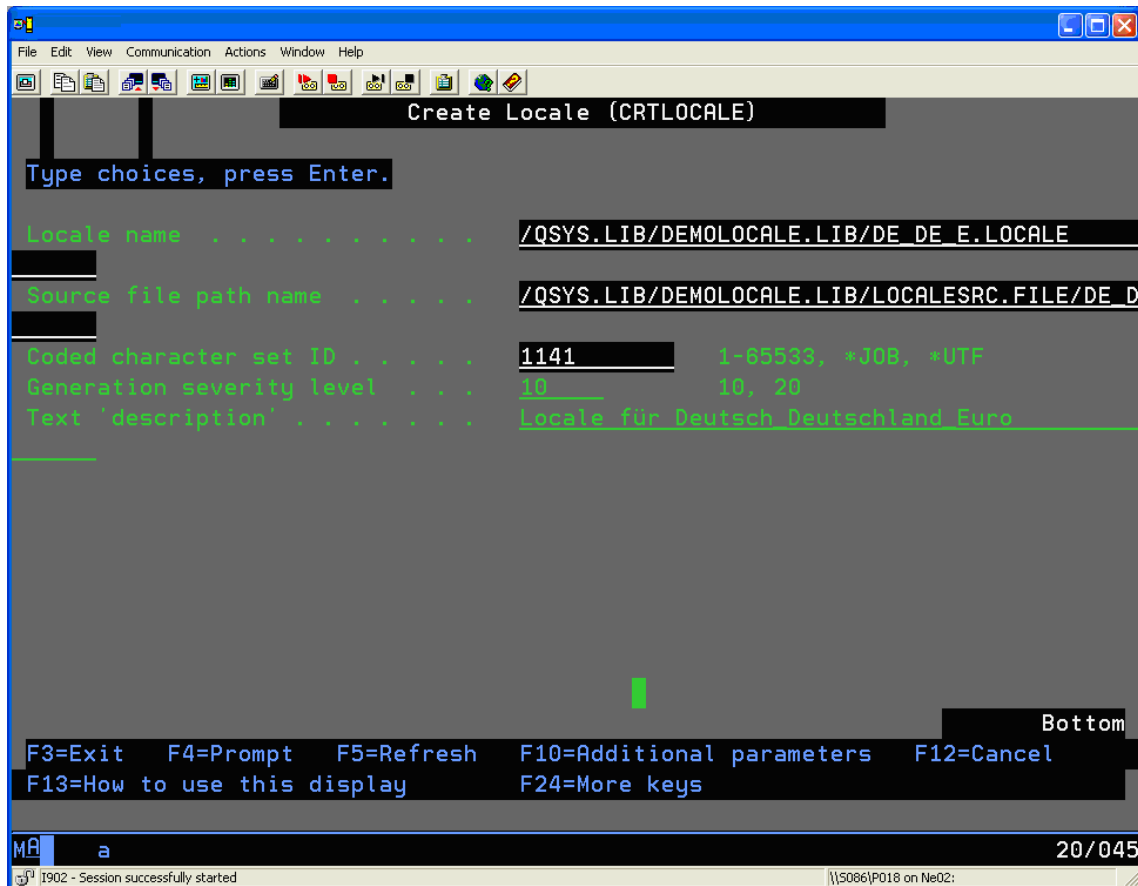 File Edit View Communication Actions Window Help
Create Locale (CRTLOCALE)
Type choices, press Enter.
Locale name . . . . . . . . . . /QSYS.LIB/DEMOLOCALE.LIB/DE_DE_E.LOCALE
Source file path name . . . . . /QSYS.LIB/DEMOLOCALE.LIB/LOCALESRC.FILE/DE_D
Coded character set ID . . . . . 1141 1-65533, *JOB, *UTF
Generation severity level . . . 10 10, 20
Text 'description' . . . . . . . Locale für Deutsch_Deutschland_Euro
Bottom
F3=Exit F4=Prompt F5=Refresh F10=Additional parameters F12=Cancel
F13=How to use this display F24=More keys
MA a 20/045
I902 - Session successfully started \\S086\P018 on Ne02: